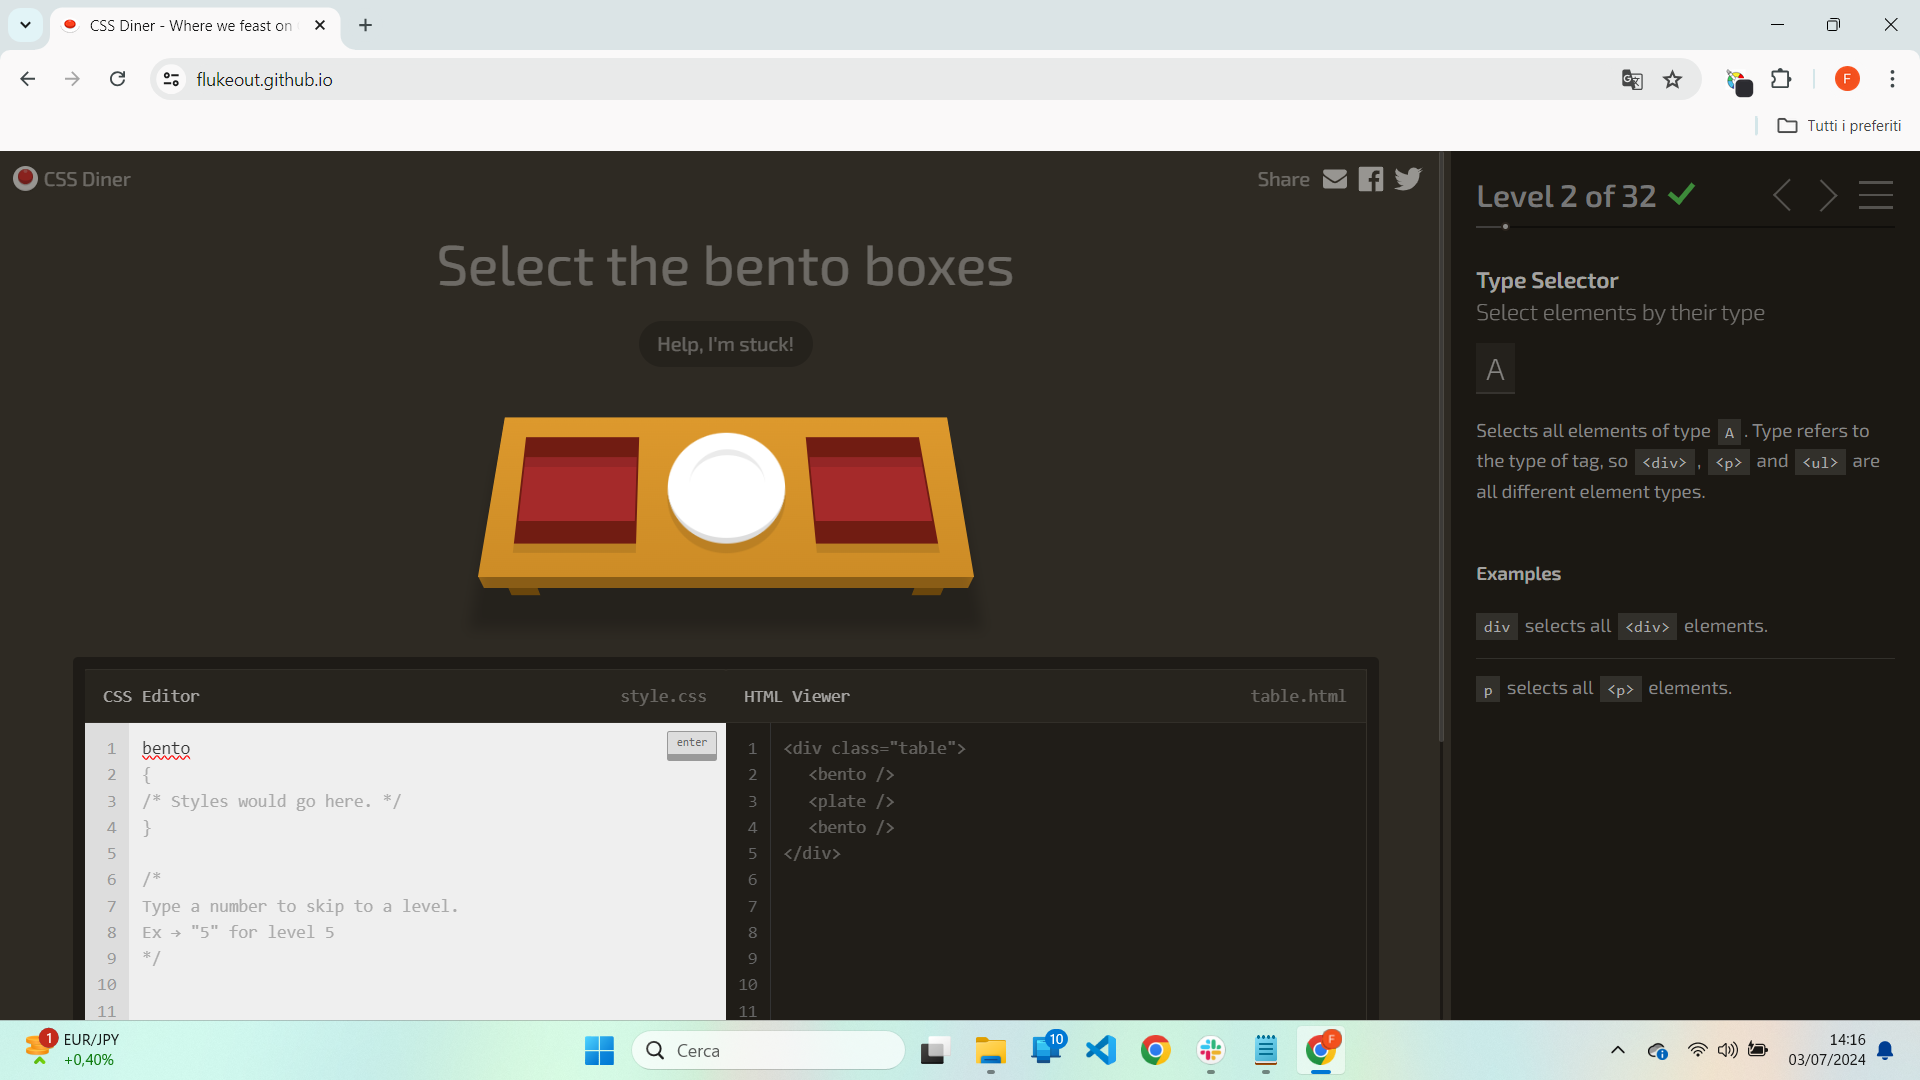 CSS Diner - Where we feast on
flukeout.github.io
F
Tutti i preferiti
CSS Diner
Share
Level 2 of 32
Select the bento boxes
Help, I'm stuck!
Type Selector
Select elements by their type
A
Selects all elements of type A . Type refers to
the type of tag, so <div> , <p> and <ul> are
all different element types.
Examples
div selects all <div> elements.
p selects all <p> elements.
CSS Editor style.css
HTML Viewer table.html
enter
1 bento
2 {
3 /* Styles would go here. */
4 }
5
6 /*
7 Type a number to skip to a level.
8 Ex → "5" for level 5
9 */
10
11
1 <div class="table">
2 <bento />
3 <plate />
4 <bento />
5 </div>
6
7
8
9
10
11
1
EUR/JPY
+0,40%
Cerca
10
F
14:16
03/07/2024